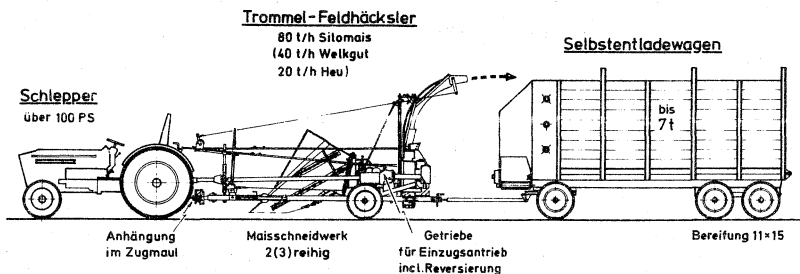 Trommel-Feldhäcksler
80 t/h Silomais
(40 t/h Welkgut
20 t/h Heu)
Selbstentladewagen
Schlepper
über 100 PS
bis
7t
Anhängung
im Zugmaul
Maisschneidwerk
2(3) reihig
Getriebe
für Einzugsantrieb
incl. Reversierung
Bereifung 11×15